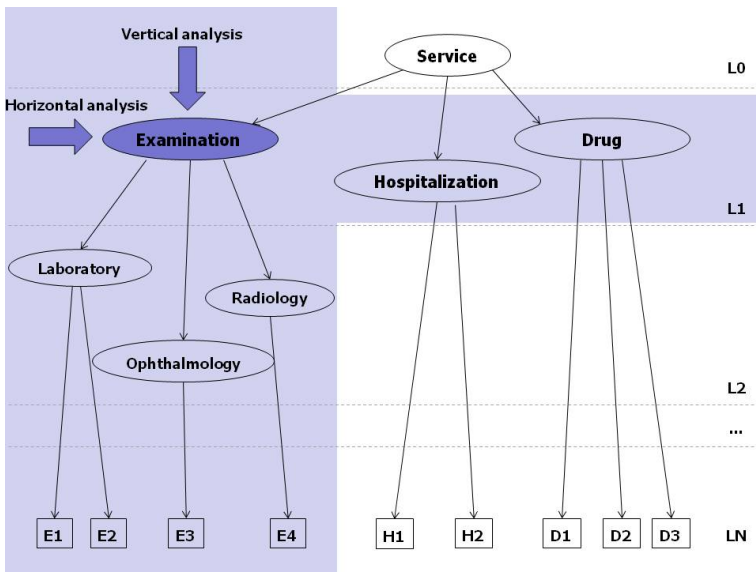 Vertical analysis
Service
L0
Horizontal analysis
Examination
Drug
Hospitalization
L1
Laboratory
Radiology
Ophthalmology
L2
...
E1 E2 E3 E4 H1 H2 D1 D2 D3 LN